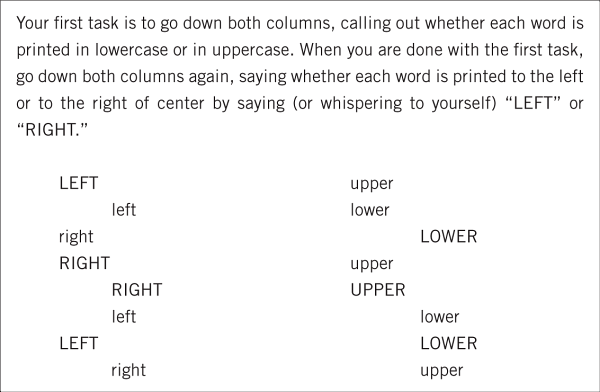 Your first task is to go down both columns, calling out whether each word is
printed in lowercase or in uppercase. When you are done with the first task,
go down both columns again, saying whether each word is printed to the left
or to the right of center by saying (or whispering to yourself) “LEFT” or
“RIGHT.”
LEFT upper
left lower
right LOWER
RIGHT upper
RIGHT UPPER
left lower
LEFT LOWER
right upper